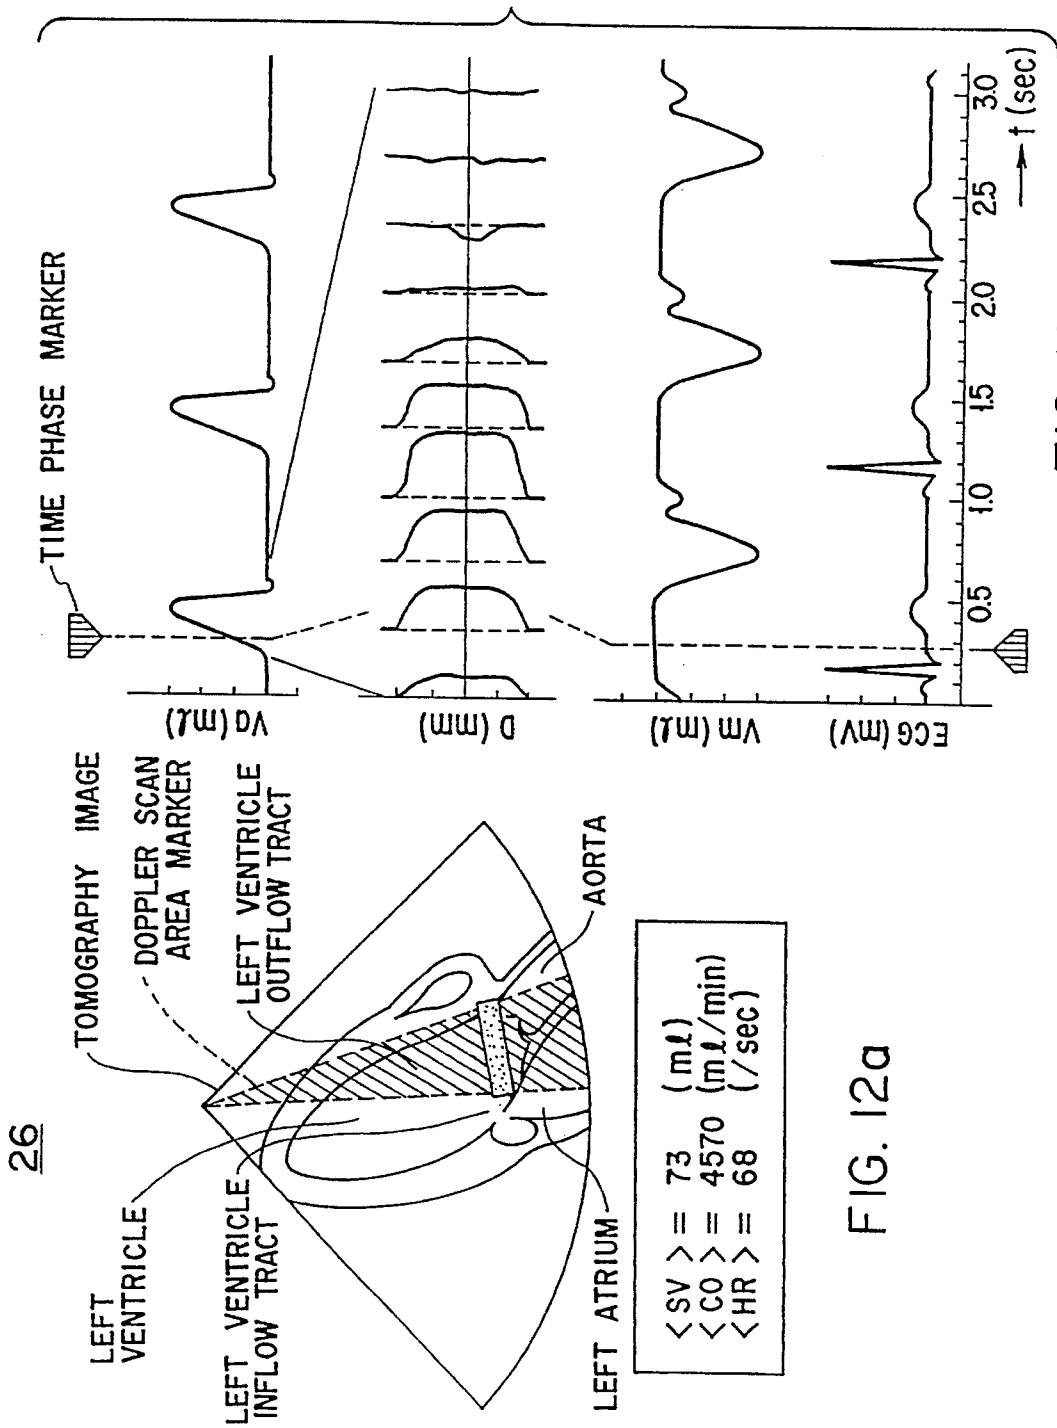 26
TOMOGRAPHY IMAGE
DOPPLER SCAN
AREA MARKER
LEFT VENTRICLE
OUTFLOW TRACT
AORTA
LEFT
VENTRICLE
LEFT VENTRICLE
INFLOW TRACT
LEFT ATRIUM
<SV> = 73 (ml)
<CO> = 4570 (ml/min)
<HR> = 68 (/sec)
FIG. 12a
TIME PHASE MARKER
Va(ml)
D(mm)
Vm(ml)
ECG(mV)
0.5 1.0 1.5 2.0 2.5 3.0
t (sec)